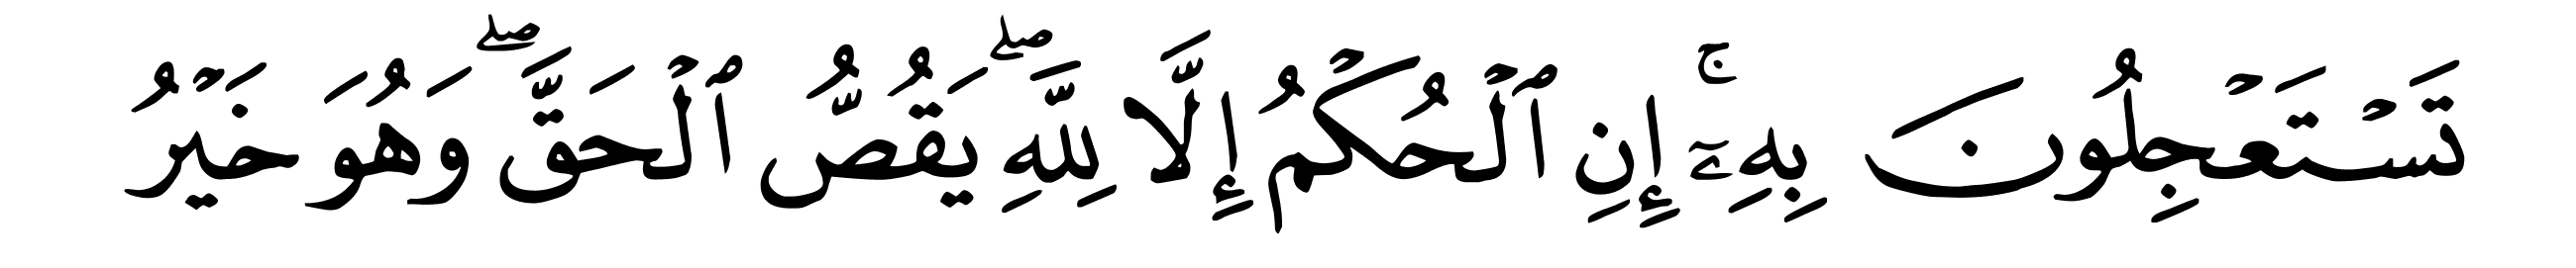 تَسۡتَعۡجِلُونَ بِهِۦٓۚ إِنِ ٱلۡحُكۡمُ إِلَّا لِلَّهِۖ يَقُصُّ ٱلۡحَقَّۖ وَهُوَ خَيۡرُ